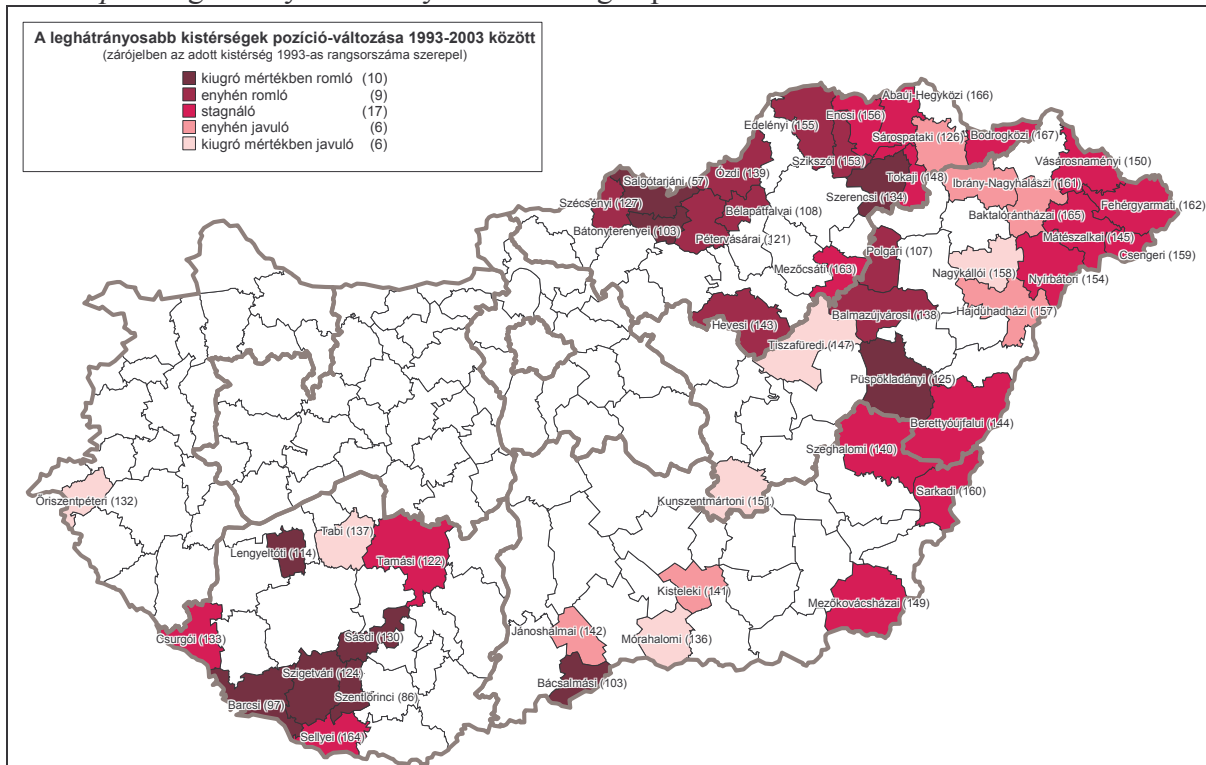 A leghátrányosabb kistérségek pozíció-változása 1993-2003 között
(zárójelben az adott kistérség 1993-as rangsorszáma szerepel)
kiugró mértékben romló (10)
enyhén romló (9)
stagnáló (17)
enyhén javuló (6)
kiugró mértékben javuló (6)
Abaúj-Hegyközi (166)
Encsi (156)
Edelényi (155)
Sárospataki (126)
Bodrogközi (167)
Szikszói (153)
Vásárosnaményi (150)
Ózdi (139)
Salgótarjáni (57)
Tokaji (148)
Ibrány-Nagyhalászi (161)
Szerencsi (134)
Szécsényi (127)
Fehérgyarmati (162)
Bélapátfalvai (108)
Baktalórántházai (165)
Bátonyterenyei (103)
Pétervásárai (121)
Mátészalkai (145)
Polgári (107)
Csengeri (159)
Mezőcsáti (163)
Nagykállói (158)
Nyírbátori (154)
Hajdúhadházi (157)
Balmazújvárosi (138)
Hevesi (143)
Tiszafüredi (147)
Püspökladányi (125)
Berettyóújfalui (144)
Szeghalomi (140)
Sarkadi (160)
Kunszentmártoni (151)
Őriszentpéteri (132)
Tabi (137)
Lengyeltóti (114)
Tamási (122)
Kisteleki (141)
Mezőkovácsházai (149)
Jánoshalmai (142)
Csurgói (133)
Sásdi (130)
Mórahalomi (136)
Szigetvári (124)
Bácsalmási (103)
Szentlőrinci (86)
Barcsi (97)
Sellyei (164)